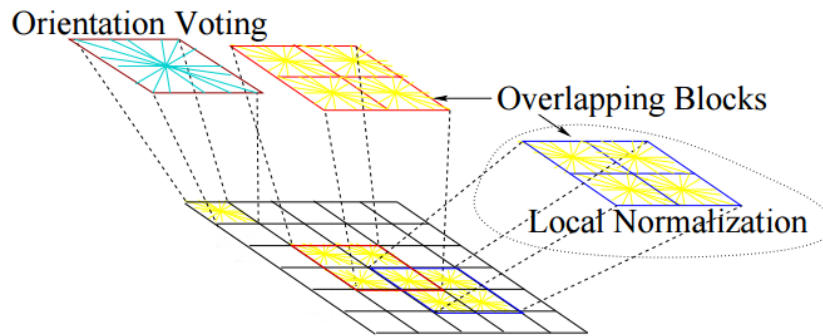 Orientation Voting
Overlapping Blocks
Local Normalization